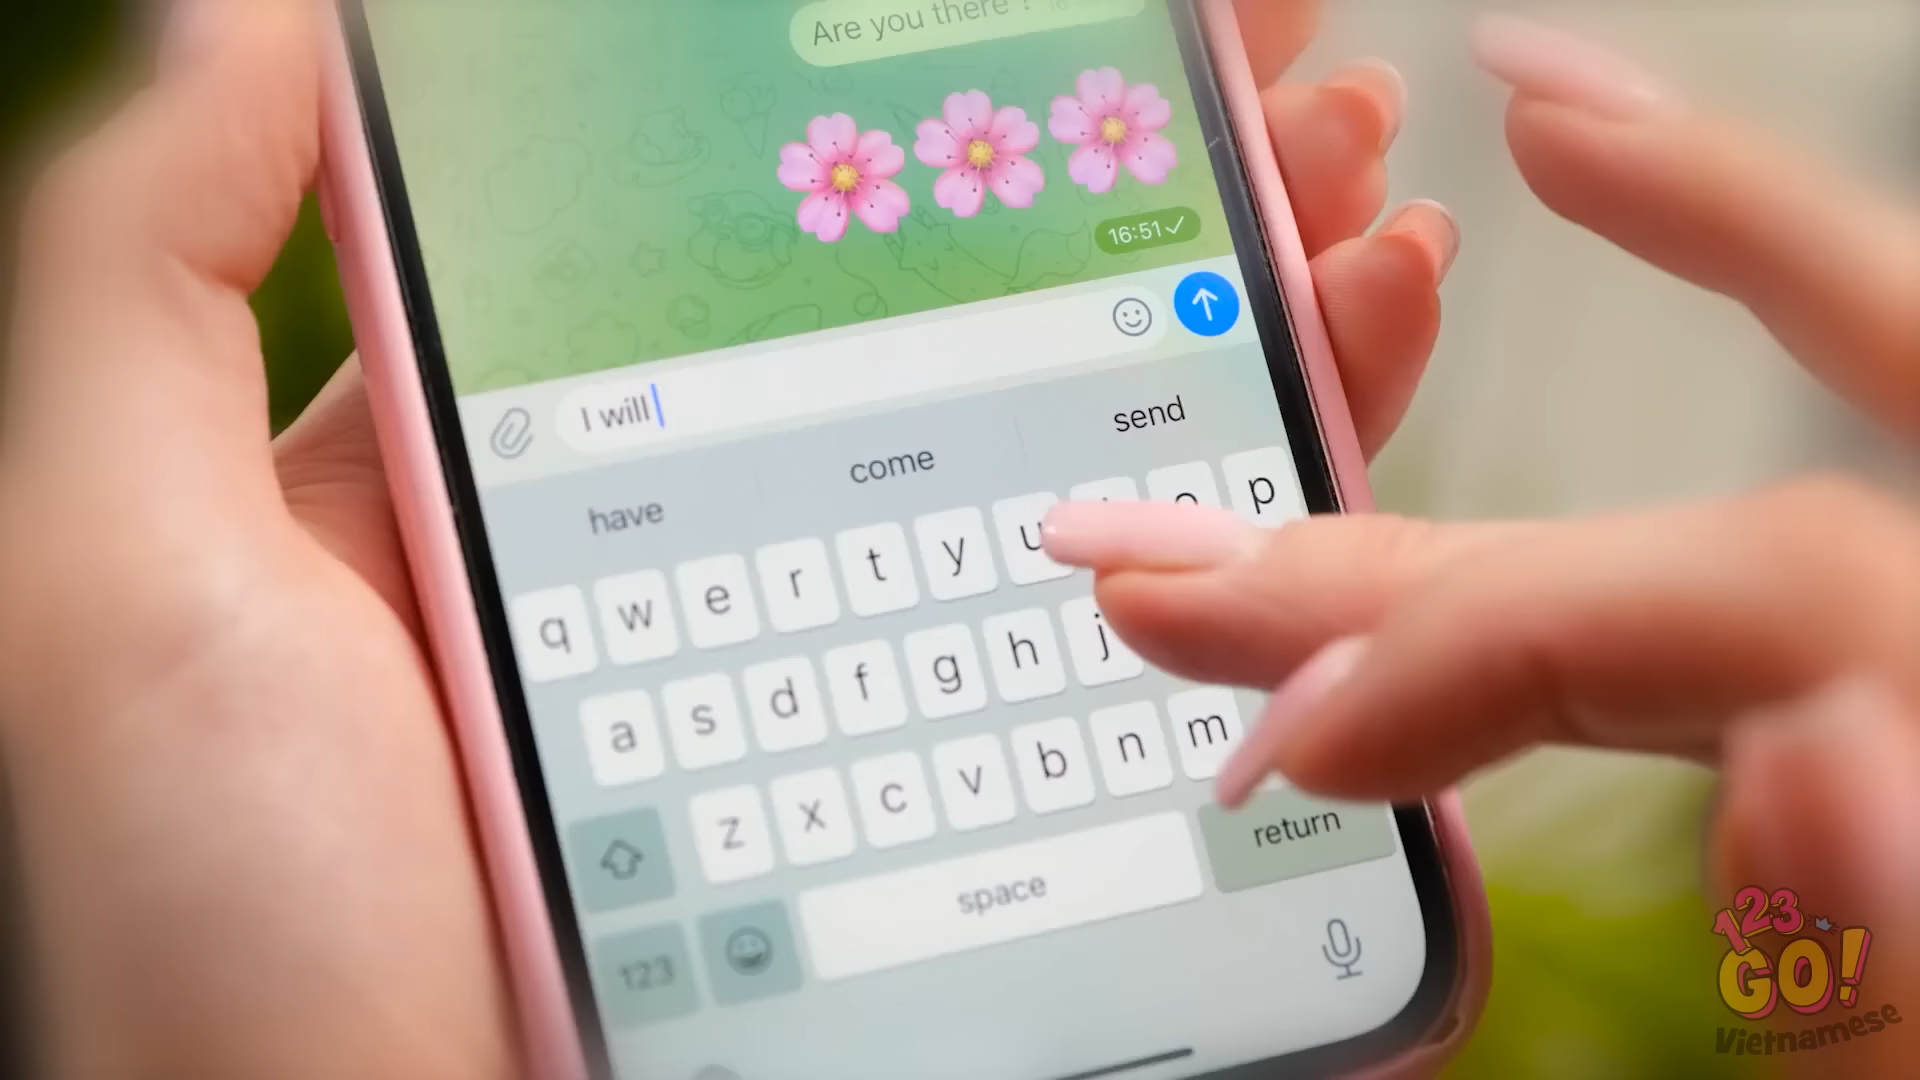 Are you there ?
16:51
I will
have come send
q w e r t y u p
a s d f g h j
z x c v b n m
space return
123
123 GO!
Vietnamese